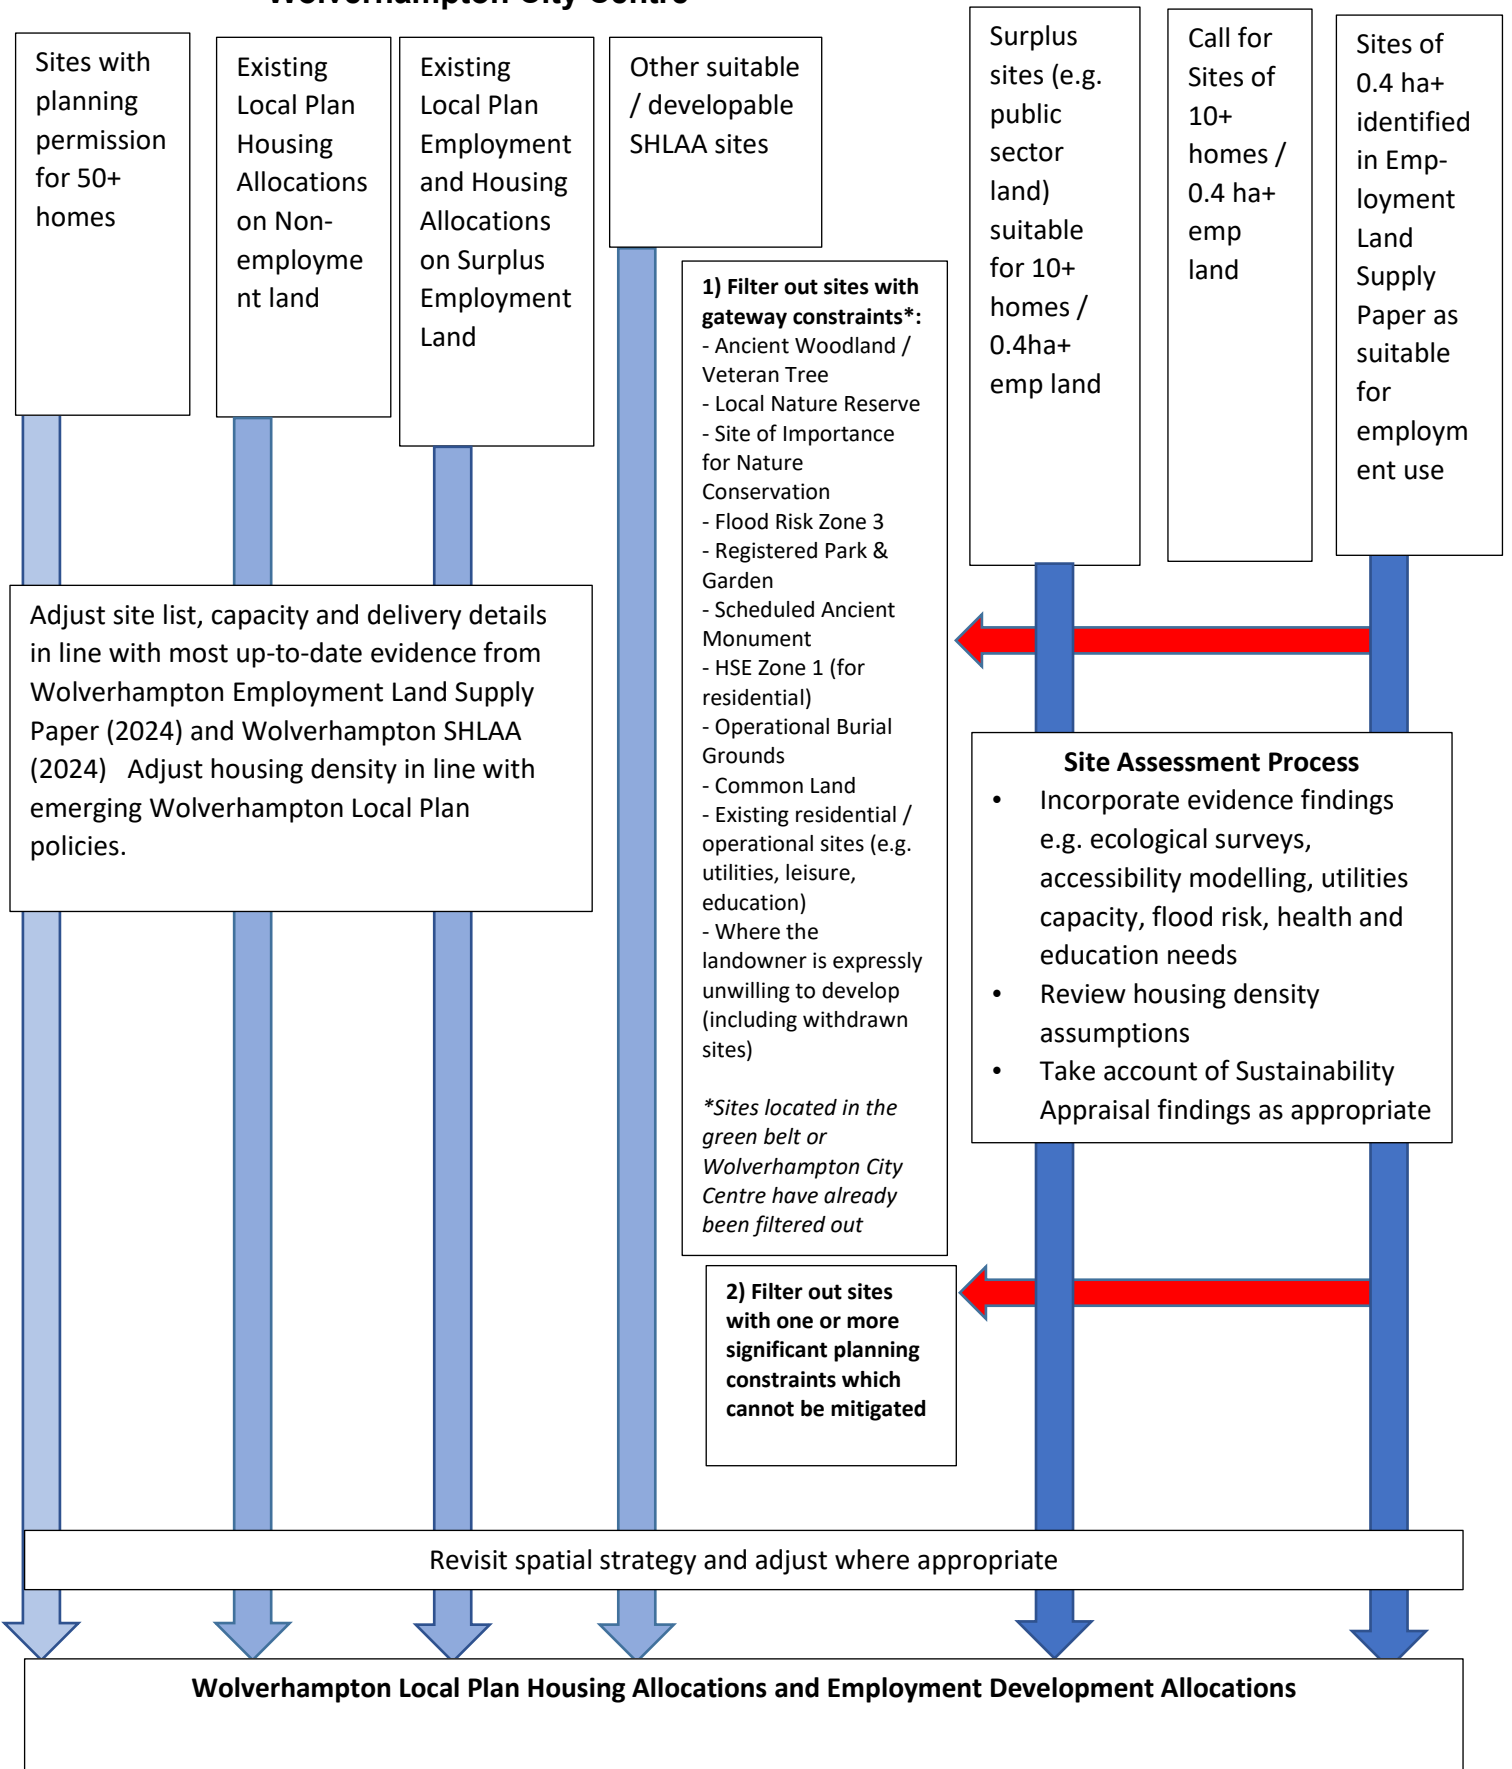 Wolverhampton City Centre
Sites with
planning
permission
for 50+
homes
Existing
Local Plan
Housing
Allocations
on Non-
employme
nt land
Existing
Local Plan
Employment
and Housing
Allocations
on Surplus
Employment
Land
Other suitable
/ developable
SHLAA sites
Surplus
sites (e.g.
public
sector
land)
suitable
for 10+
homes /
0.4ha+
emp land
Call for
Sites of
10+
homes /
0.4 ha+
emp
land
Sites of
0.4 ha+
identified
in Emp-
loyment
Land
Supply
Paper as
suitable
for
employm
ent use
1) Filter out sites with
gateway constraints*:
- Ancient Woodland /
Veteran Tree
- Local Nature Reserve
- Site of Importance
for Nature
Conservation
- Flood Risk Zone 3
- Registered Park &
Garden
- Scheduled Ancient
Monument
- HSE Zone 1 (for
residential)
- Operational Burial
Grounds
- Common Land
- Existing residential /
operational sites (e.g.
utilities, leisure,
education)
- Where the
landowner is expressly
unwilling to develop
(including withdrawn
sites)
*Sites located in the
green belt or
Wolverhampton City
Centre have already
been filtered out
Adjust site list, capacity and delivery details
in line with most up-to-date evidence from
Wolverhampton Employment Land Supply
Paper (2024) and Wolverhampton SHLAA
(2024)   Adjust housing density in line with
emerging Wolverhampton Local Plan
policies.
Site Assessment Process
• Incorporate evidence findings
e.g. ecological surveys,
accessibility modelling, utilities
capacity, flood risk, health and
education needs
• Review housing density
assumptions
• Take account of Sustainability
Appraisal findings as appropriate
2) Filter out sites
with one or more
significant planning
constraints which
cannot be mitigated
Revisit spatial strategy and adjust where appropriate
Wolverhampton Local Plan Housing Allocations and Employment Development Allocations